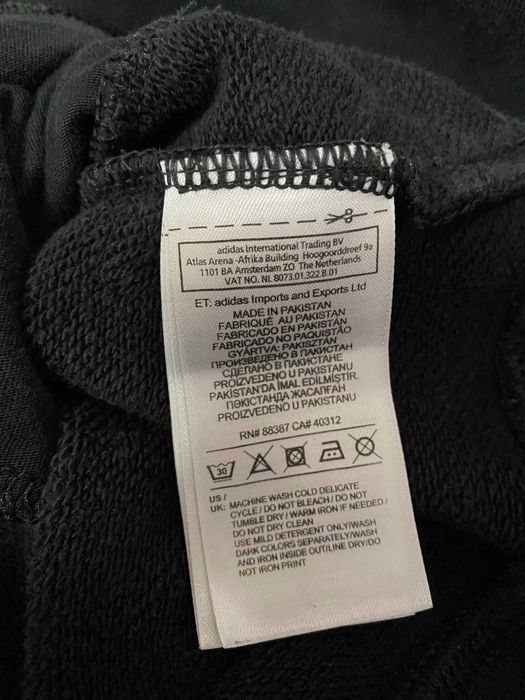 adidas International Trading BV
Atlas Arena -Afrika Building Hoogoorddreef 9a
1101 BA Amsterdam ZO The Netherlands
VAT NO. NL 8073.01.322.B.01
ET: adidas Imports and Exports Ltd
MADE IN PAKISTAN
FABRIQUÉ AU PAKISTAN
FABRICADO EN PAKISTÁN
FABRICADO NO PAQUISTÃO
GYÁRTVA: PAKISZTÁN
ПРОИЗВЕДЕНО В ПАКИСТАН
СДЕЛАНО В ПАКИСТАНЕ
PROIZVEDENO U PAKISTANU
PAKİSTAN'DA İMAL EDİLMİŞTİR.
ПӘКІСТАНДА ЖАСАЛҒАН
PROIZVEDENO U PAKISTANU
RN# 88387 CA# 40312
30
US /
UK: MACHINE WASH COLD DELICATE
CYCLE / DO NOT BLEACH / DO NOT
TUMBLE DRY / WARM IRON IF NEEDED /
DO NOT DRY CLEAN
USE MILD DETERGENT ONLY/WASH
DARK COLORS SEPARATELY/WASH
AND IRON INSIDE OUT/LINE DRY/DO
NOT IRON PRINT